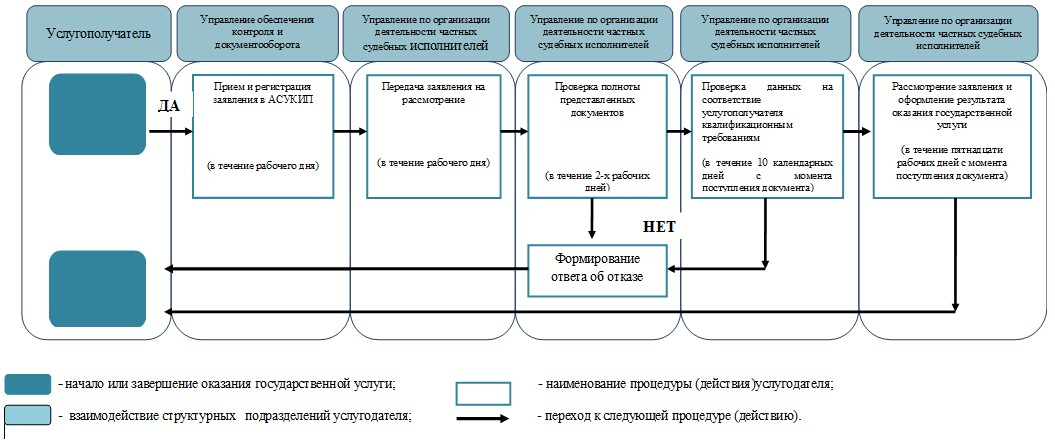 Услугополучатель
Управление обеспечения
контроля и
документооборота
Управление по организации
деятельности частных
судебных исполнителей
Управление по организации
деятельности частных
судебных исполнителей
Управление по организации
деятельности частных
судебных исполнителей
Управление по организации
деятельности частных судебных
исполнителей
ДА
Прием и регистрация
заявления в АСУКИП
(в течение рабочего дня)
Передача заявления на
рассмотрение
(в течение рабочего дня)
Проверка полноты
представленных
документов
(в течение 2-х рабочих
дней)
Проверка данных на
соответствие
услугополучателя
квалификационным
требованиям
(в течение 10 календарных
дней с момента
поступления документа)
Рассмотрение заявления и
оформление результата
оказания государственной
услуги
(в течение пятнадцати
рабочих дней с момента
поступления документа)
НЕТ
Формирование
ответа об отказе
- начало или завершение оказания государственной услуги;
- наименование процедуры (действия)услугодателя;
- взаимодействие структурных подразделений услугодателя;
- переход к следующей процедуре (действию).